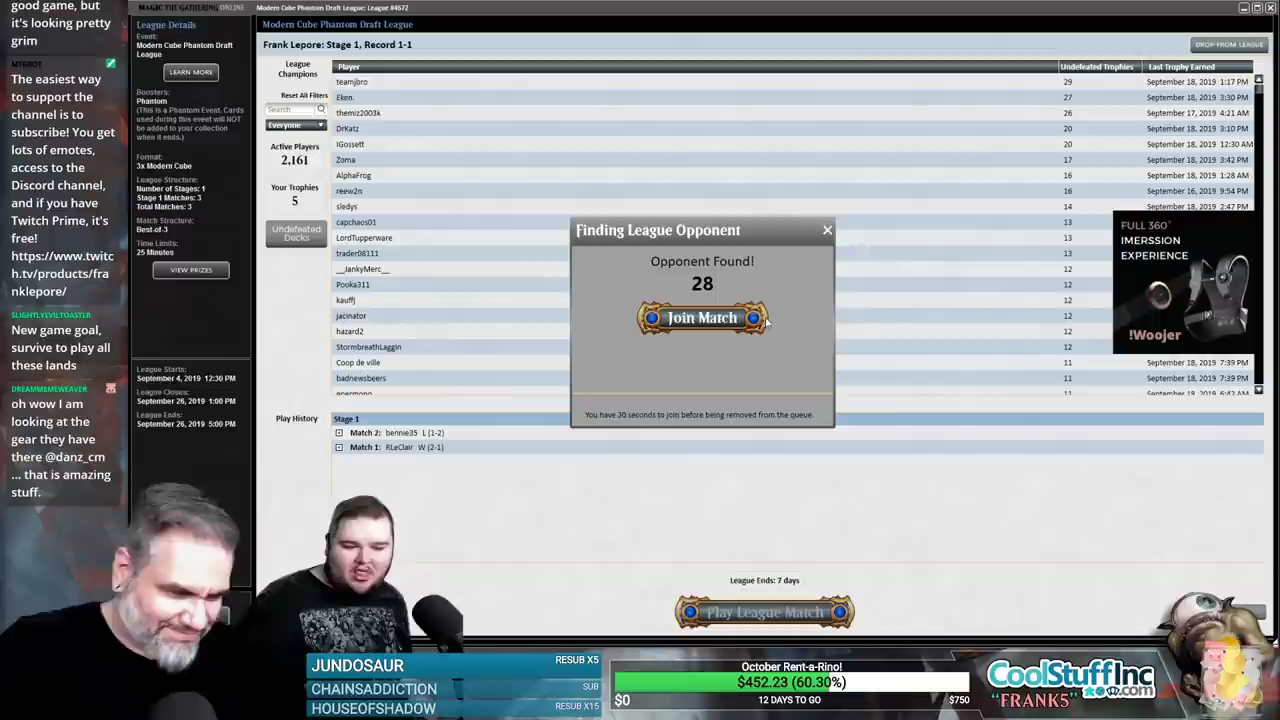 good game, but
it's looking pretty
grim
The easiest way
to support the
channel is to
subscribe! You get
lots of emotes,
access to the
Discord channel,
and if you have
Twitch Prime, it's
free!
https://www.twitc
h.tv/products/fra
nklepore/
SLIGHTLYEVILTOASTER
New game goal,
survive to play all
these lands
DREAMMEMEWEAVER
oh wow I am
looking at the
gear they have
there @danz_cm
... that is amazing
stuff.
MAGIC THE GATHERING ONLINE
Modern Cube Phantom Draft League: League #4672
League Details
Event:
Modern Cube Phantom Draft
League
LEARN MORE
Boosters:
Phantom
(This is a Phantom Event. Cards
used during this event will NOT
be added to your collection
when it ends.)
Format:
3x Modern Cube
League Structure:
Number of Stages: 1
Stage 1 Matches: 3
Total Matches: 3
Match Structure:
Best-of-3
Time Limits:
25 Minutes
VIEW PRIZES
League Starts:
September 4, 2019 12:30 PM
League Closes:
September 26, 2019 1:00 PM
League Ends:
September 26, 2019 5:00 PM
Modern Cube Phantom Draft League
Frank Lepore: Stage 1, Record 1-1
DROP FROM LEAGUE
League
Champions
Reset All Filters
Search
Everyone
Active Players
2,161
Your Trophies
5
Undefeated
Decks
Player Undefeated Trophies Last Trophy Earned
teamjbro 29 September 18, 2019 1:17 PM
Eken. 27 September 18, 2019 3:30 PM
themiz2003k 26 September 17, 2019 4:21 AM
DrKatz 20 September 18, 2019 3:10 PM
IGossett 20 September 18, 2019 12:30 AM
Zoma 17 September 18, 2019 3:42 PM
AlphaFrog 16 September 18, 2019 1:28 AM
reew2n 16 September 16, 2019 9:54 PM
sledys 14 September 18, 2019 2:47 PM
capchaos01 13
LordTupperware 13
trader08111 13
__JankyMerc__ 12
Pooka311 12
kauffj 12
jacinator 12
hazard2 12
StormbreathLaggin 12
Coop de ville 11 September 18, 2019 7:39 PM
badnewsbeers 11 September 18, 2019 7:39 PM
Finding League Opponent
Opponent Found!
28
Join Match
You have 30 seconds to join before being removed from the queue.
FULL 360°
IMERSSION
EXPERIENCE
!Woojer
Play History
Stage 1
Match 2: bennie35 L (1-2)
Match 1: RLeClair W (2-1)
League Ends: 7 days
Play League Match
JUNDOSAUR RESUB X5
CHAINSADDICTION SUB
HOUSEOFSHADOW RESUB X15
October Rent-a-Rino!
$452.23 (60.30%)
$0 12 DAYS TO GO $750
CoolStuffInc
.com
"FRANK5"